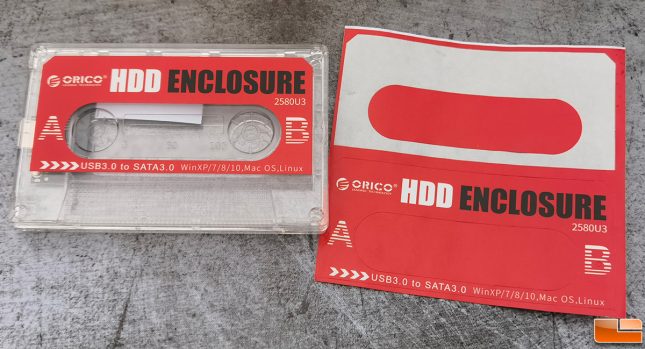 ORICO®
HDD ENCLOSURE
2580U3
A
B
USB3.0 to SATA3.0 WinXP/7/8/10,Mac OS,Linux
ORICO®
HDD ENCLOSURE
2580U3
A
B
USB3.0 to SATA3.0 WinXP/7/8/10,Mac OS,Linux